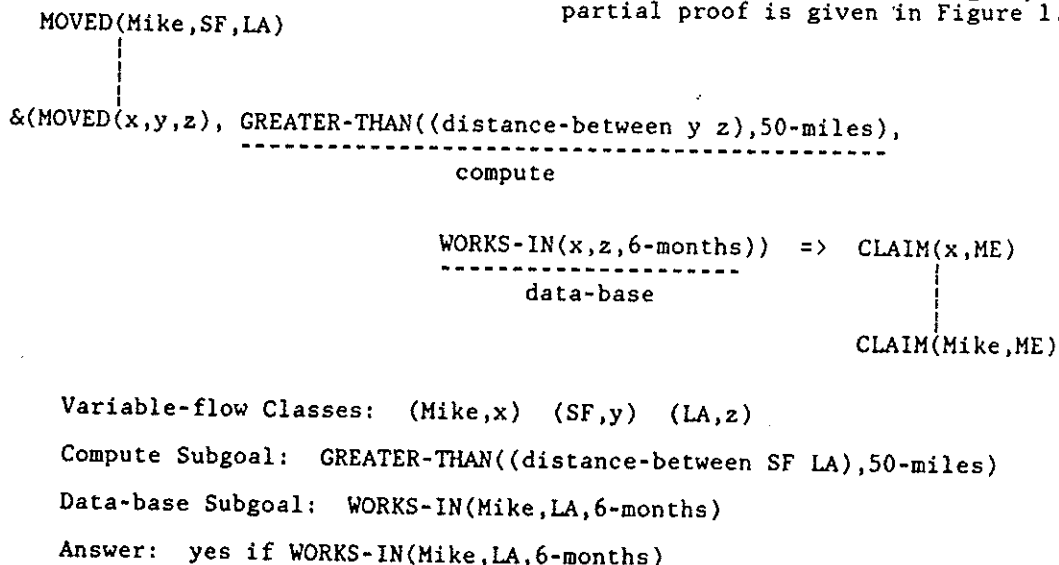 partial proof is given in Figure 1.
MOVED(Mike,SF,LA)
&(MOVED(x,y,z), GREATER-THAN((distance-between y z),50-miles),
compute
WORKS-IN(x,z,6-months)) => CLAIM(x,ME)
data-base
CLAIM(Mike,ME)
Variable-flow Classes: (Mike,x) (SF,y) (LA,z)
Compute Subgoal: GREATER-THAN((distance-between SF LA),50-miles)
Data-base Subgoal: WORKS-IN(Mike,LA,6-months)
Answer: yes if WORKS-IN(Mike,LA,6-months)